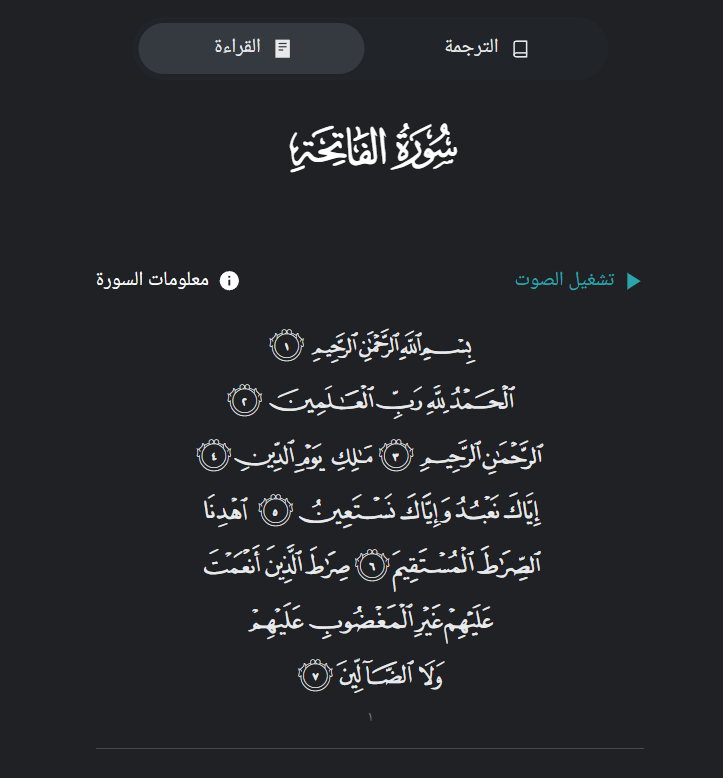 الترجمة
القراءة
سُورَةُ الفَاتِحَةِ
تشغيل الصوت
معلومات السورة
بِسْمِ ٱللَّهِ ٱلرَّحْمَٰنِ ٱلرَّحِيمِ ١
ٱلْحَمْدُ لِلَّهِ رَبِّ ٱلْعَـٰلَمِينَ ٢
ٱلرَّحْمَـٰنِ ٱلرَّحِيمِ ٣ مَـٰلِكِ يَوْمِ ٱلدِّينِ ٤
إِيَّاكَ نَعْبُدُ وَإِيَّاكَ نَسْتَعِينُ ٥ ٱهْدِنَا
ٱلصِّرَٰطَ ٱلْمُسْتَقِيمَ ٦ صِرَٰطَ ٱلَّذِينَ أَنْعَمْتَ
عَلَيْهِمْ غَيْرِ ٱلْمَغْضُوبِ عَلَيْهِمْ
وَلَا ٱلضَّآلِّينَ ٧
١